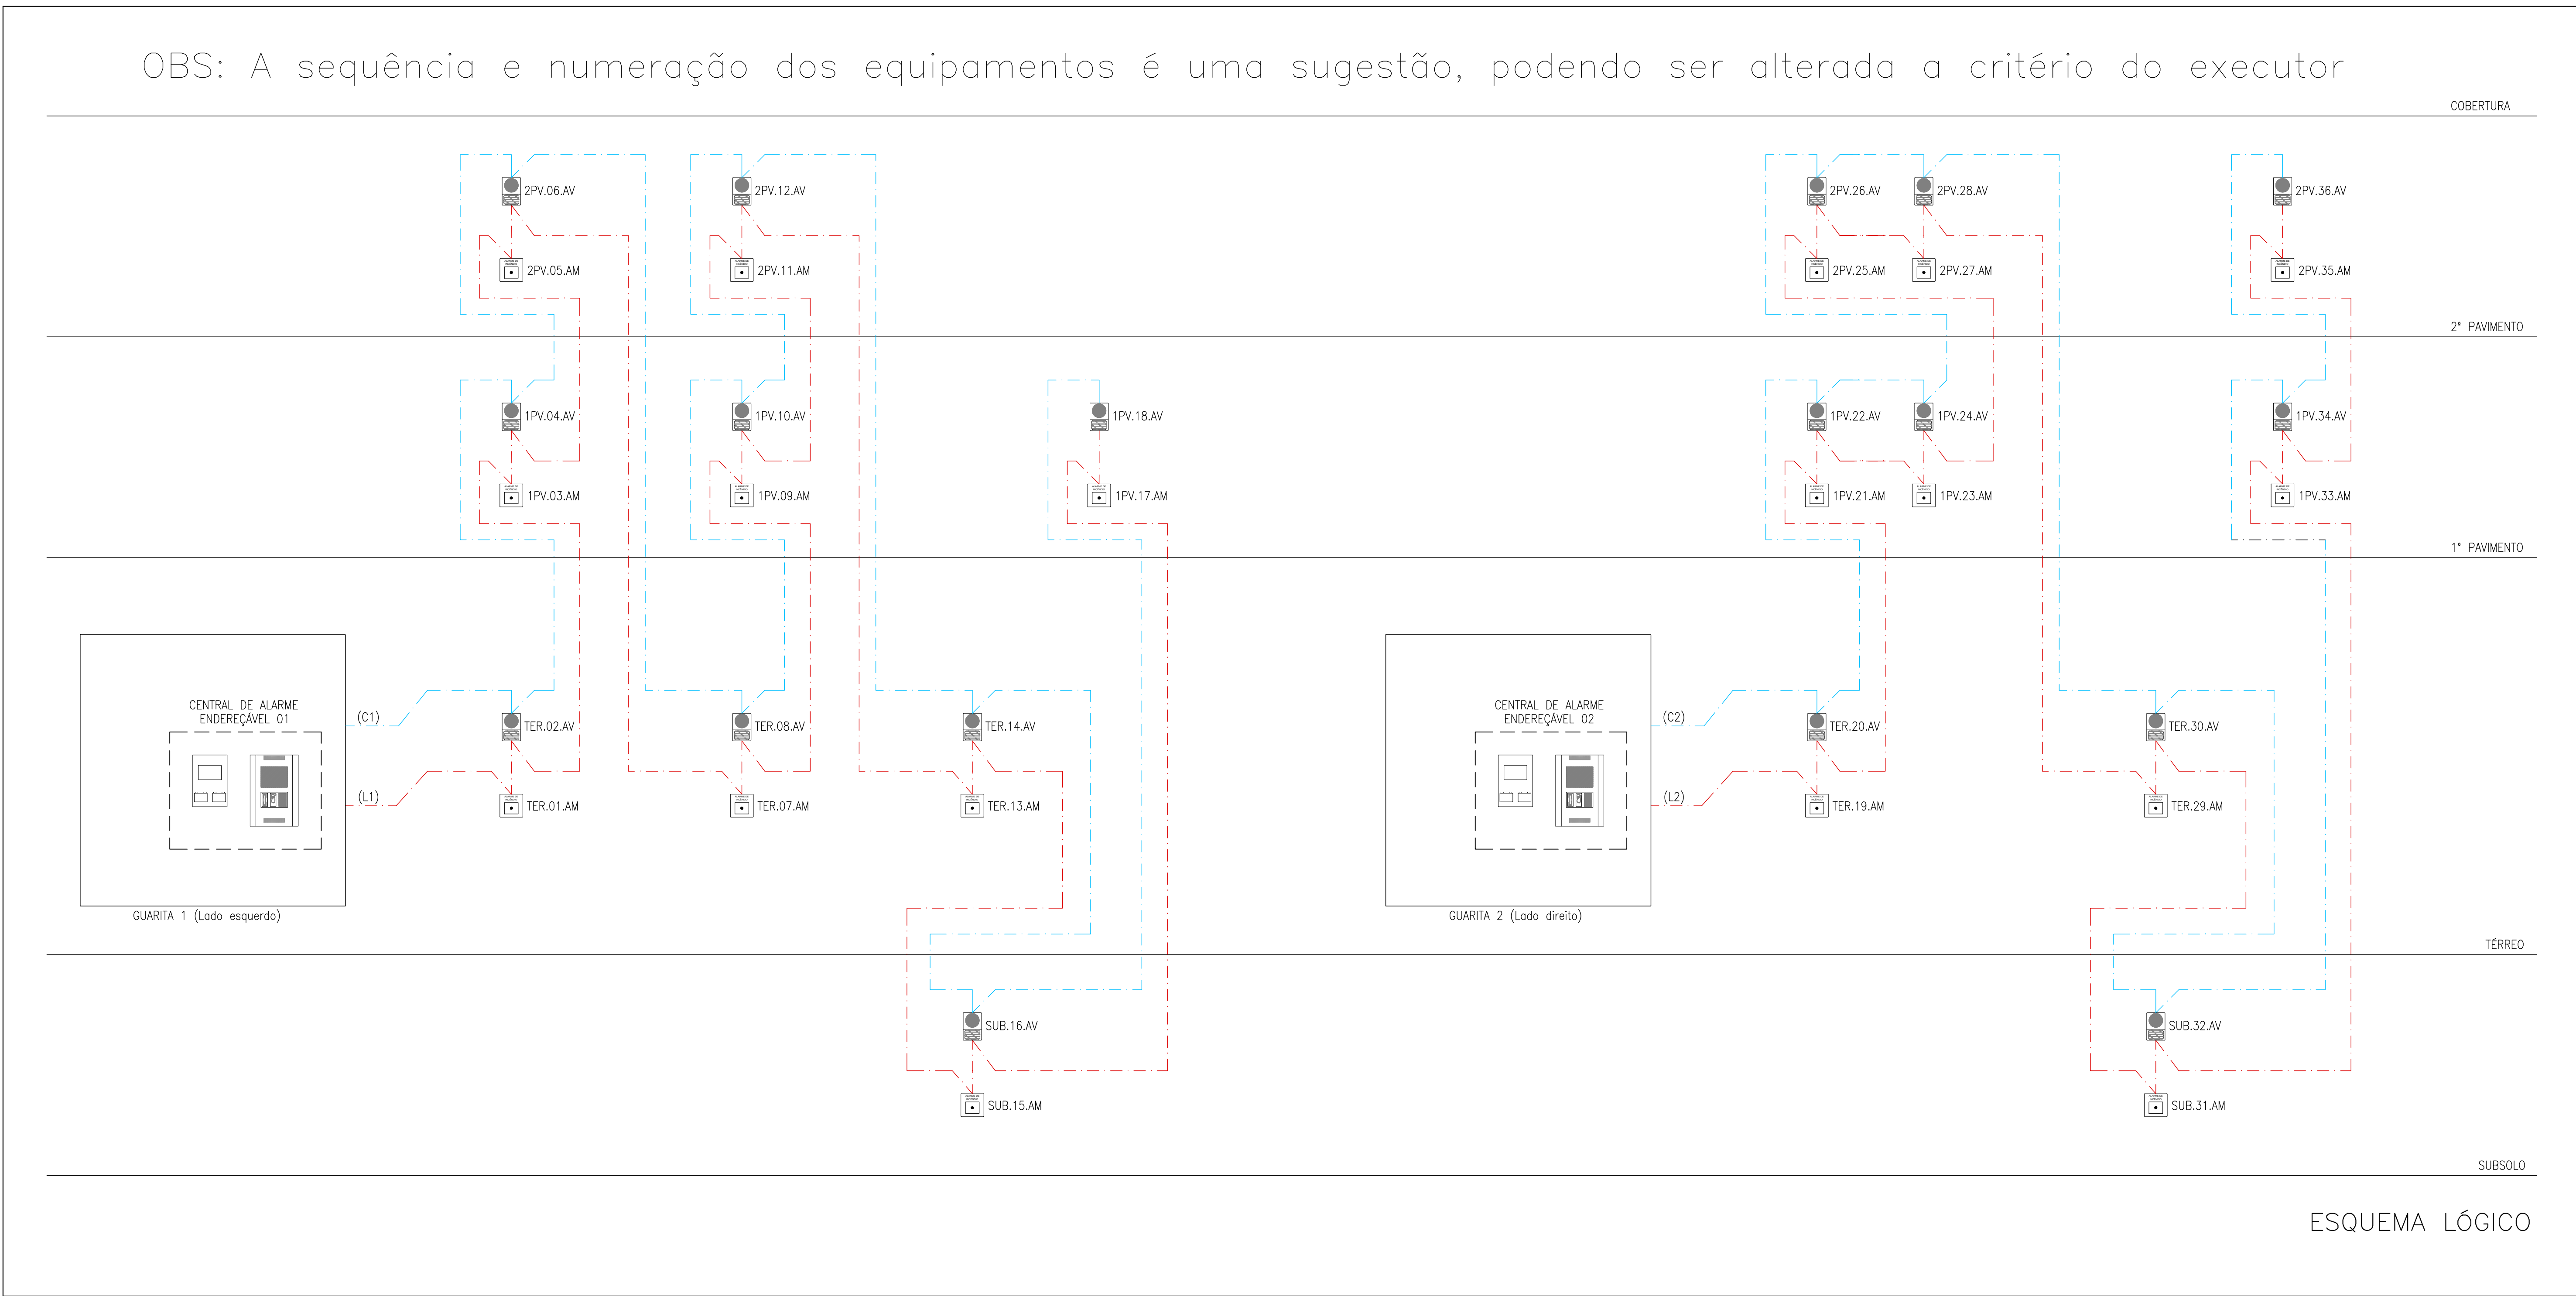 OBS: A sequência e numeração dos equipamentos é uma sugestão, podendo ser alterada a critério do executor
COBERTURA
2PV.06.AV
2PV.12.AV
2PV.26.AV
2PV.28.AV
2PV.36.AV
2PV.05.AM
2PV.11.AM
2PV.25.AM
2PV.27.AM
2PV.35.AM
2° PAVIMENTO
1PV.04.AV
1PV.10.AV
1PV.18.AV
1PV.22.AV
1PV.24.AV
1PV.34.AV
1PV.03.AM
1PV.09.AM
1PV.17.AM
1PV.21.AM
1PV.23.AM
1PV.33.AM
1° PAVIMENTO
CENTRAL DE ALARME
ENDEREÇÁVEL 01
(C1)
(L1)
TER.02.AV
TER.08.AV
TER.14.AV
TER.01.AM
TER.07.AM
TER.13.AM
GUARITA 1 (Lado esquerdo)
CENTRAL DE ALARME
ENDEREÇÁVEL 02
(C2)
(L2)
TER.20.AV
TER.30.AV
TER.19.AM
TER.29.AM
GUARITA 2 (Lado direito)
TÉRREO
SUB.16.AV
SUB.32.AV
SUB.15.AM
SUB.31.AM
SUBSOLO
ESQUEMA LÓGICO